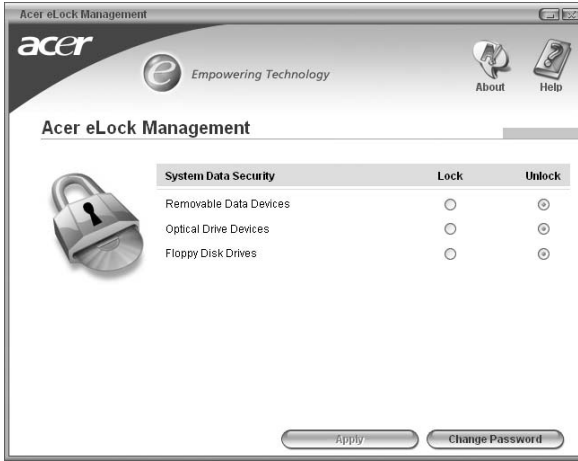 Acer eLock Management
acer
e Empowering Technology
About Help
Acer eLock Management
System Data Security Lock Unlock
Removable Data Devices
Optical Drive Devices
Floppy Disk Drives
Apply Change Password